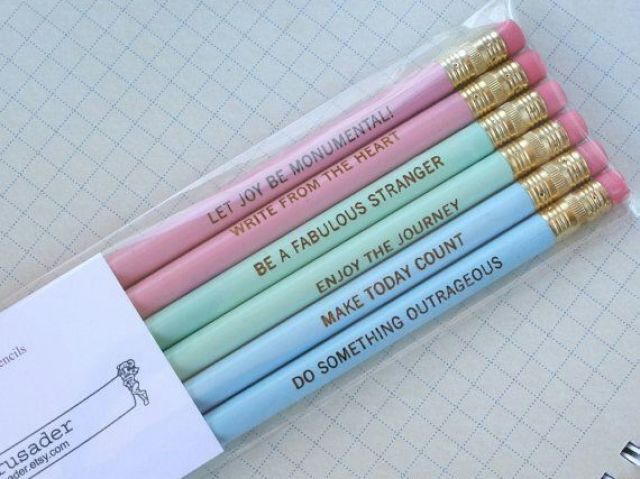 LET JOY BE MONUMENTAL!
WRITE FROM THE HEART
BE A FABULOUS STRANGER
ENJOY THE JOURNEY
MAKE TODAY COUNT
DO SOMETHING OUTRAGEOUS